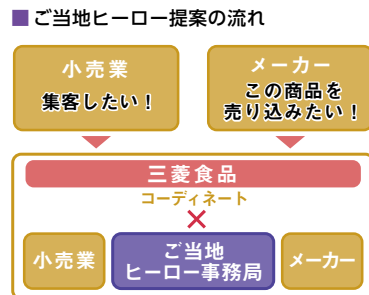 ■ご当地ヒーロー提案の流れ
小売業
集客したい！
メーカー
この商品を
売り込みたい！
三菱食品
コーディネート
×
小売業
ご当地
ヒーロー事務局
メーカー